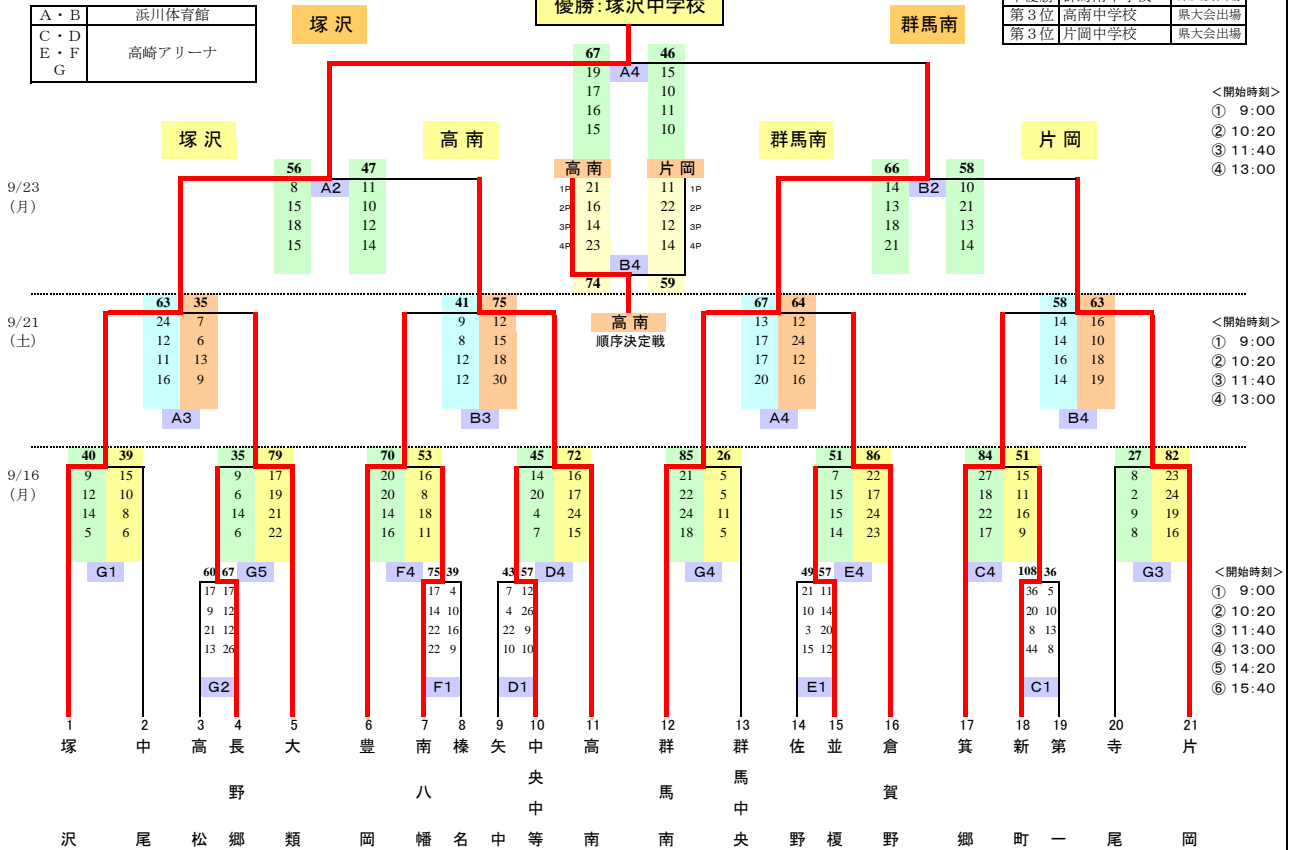 優勝：塚沢中学校
A・B 浜川体育館
C・D
E・F 高崎アリーナ
G
塚沢
群馬南
第3位 高南中学校 県大会出場
第3位 片岡中学校 県大会出場
67 A4 46
19 15
17 10
16 11
15 10
<開始時刻>
① 9:00
② 10:20
③ 11:40
④ 13:00
塚沢
高南
群馬南
片岡
9/23
(月)
56 A2 47
8 11
15 10
18 12
15 14
高南 片岡
1P 21 11 1P
2P 16 22 2P
3P 14 12 3P
4P 23 14 4P
B4
74 59
高南
順序決定戦
66 B2 58
14 10
13 21
18 13
21 14
9/21
(土)
63 35
24 7
12 6
11 13
16 9
A3
41 75
9 12
8 15
12 18
12 30
B3
67 64
13 12
17 24
17 12
20 16
A4
58 63
14 16
14 10
16 18
14 19
B4
<開始時刻>
① 9:00
② 10:20
③ 11:40
④ 13:00
9/16
(月)
40 39
9 15
12 10
14 8
5 6
G1
35 79
9 17
6 19
14 21
6 22
G5
70 53
20 16
20 8
14 18
16 11
F4
45 72
14 16
20 17
4 24
7 15
D4
85 26
21 5
22 5
24 11
18 5
G4
51 86
7 22
15 17
15 24
14 23
E4
84 51
27 15
18 11
22 16
17 9
C4
27 82
8 23
2 24
9 19
8 16
G3
60 67
17 17
9 12
21 12
13 26
G2
75 39
17 4
14 10
22 16
22 9
F1
43 57
7 12
4 26
22 9
10 10
D1
49 57
21 11
10 14
3 20
15 12
E1
108 36
36 5
20 10
8 13
44 8
C1
<開始時刻>
① 9:00
② 10:20
③ 11:40
④ 13:00
⑤ 14:20
⑥ 15:40
1 塚沢
2 中尾
3 高松
4 長野郷
5 大類
6 豊岡
7 南八幡
8 榛名
9 矢中
10 中央中等
11 高南
12 群馬南
13 群馬中央
14 佐野
15 並榎
16 倉賀野
17 箕郷
18 新町
19 第一
20 寺尾
21 片岡